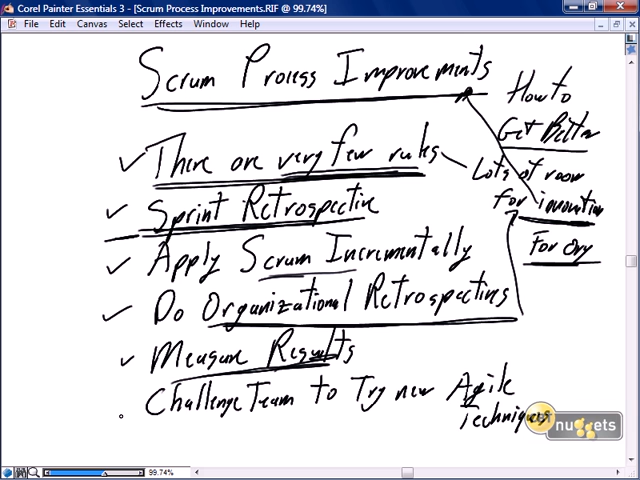 Corel Painter Essentials 3 - [Scrum Process Improvements.RIF @ 99.74%]
File Edit Canvas Select Effects Window Help
Scrum Process Improvements
How to
Get Better
There are very few rules
Lots of room
for inovation
For Org
Sprint Retrospective
Apply Scrum Incrementally
Do Organizational Retrospectives
Measure Results
Challenge Team to Try new Agile
Techniques
nuggets
99.74%